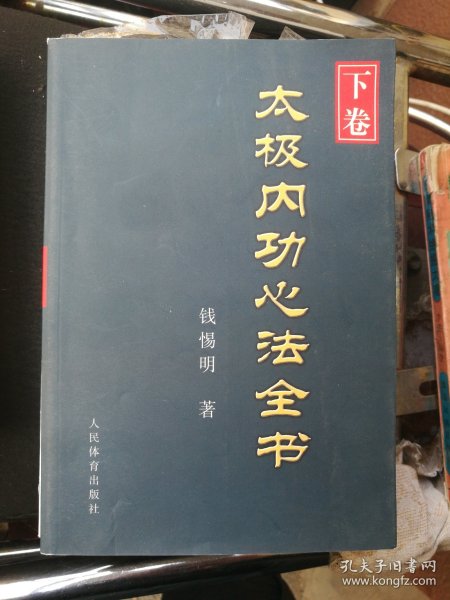 下卷
太极内功心法全书
钱惕明 著
人民体育出版社
孔夫子旧书网
www.kongfz.com